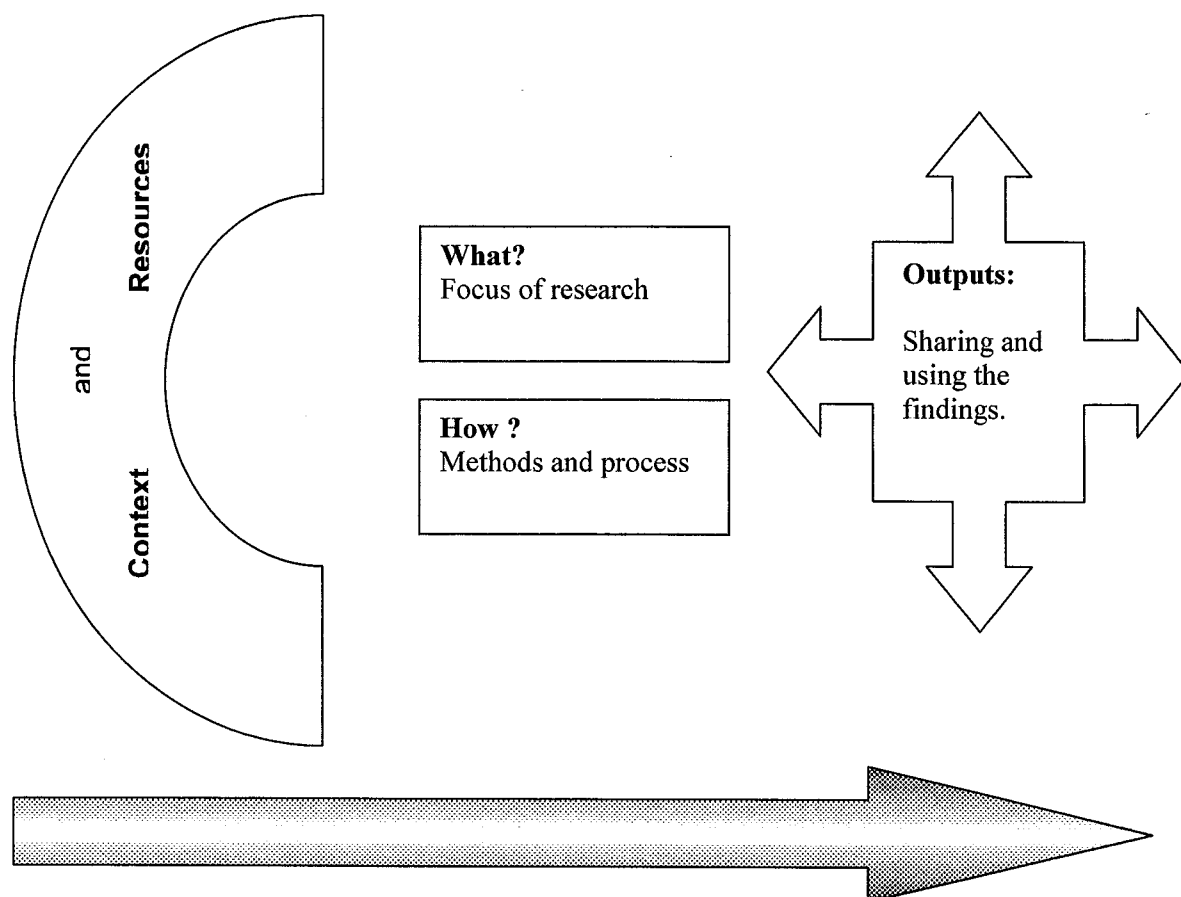 Context
and
Resources
What?
Focus of research
How ?
Methods and process
Outputs:
Sharing and
using the
findings.